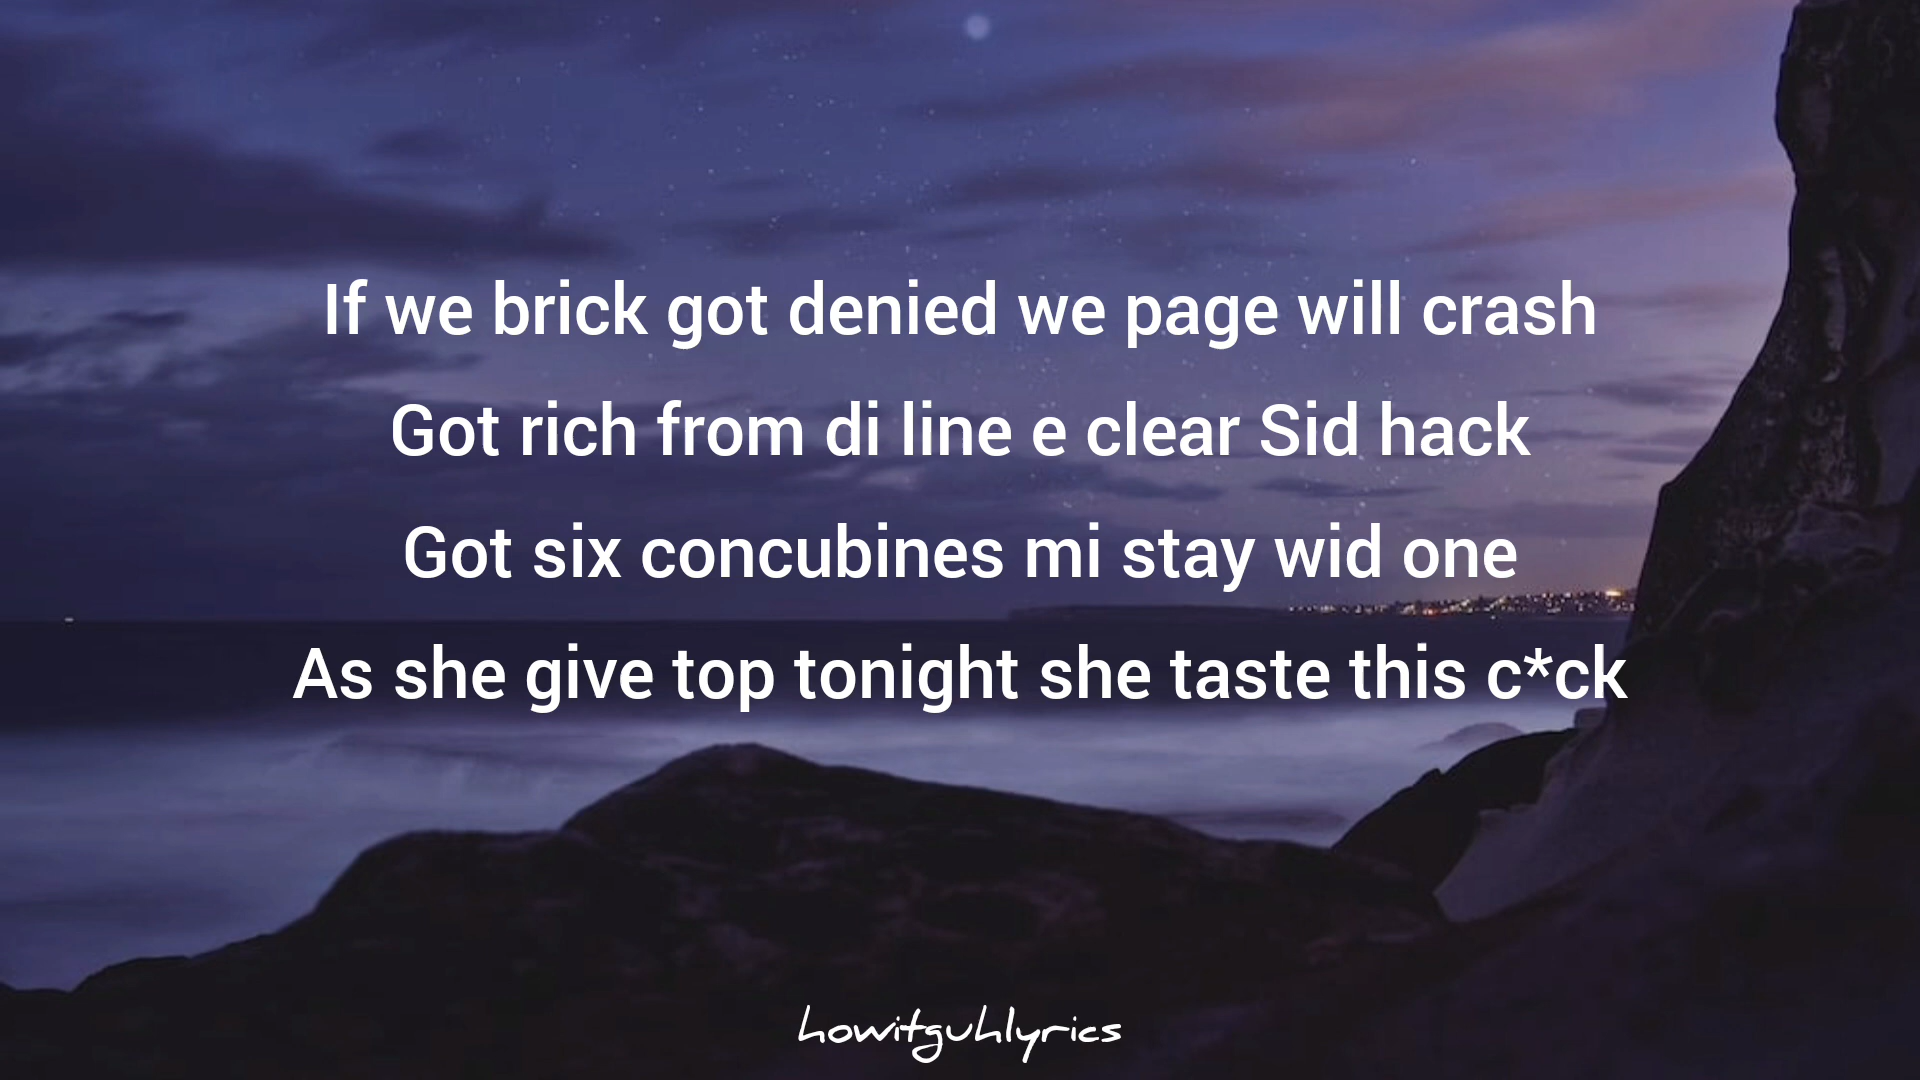 If we brick got denied we page will crash
Got rich from di line e clear Sid hack
Got six concubines mi stay wid one
As she give top tonight she taste this c*ck
howitguhlyrics